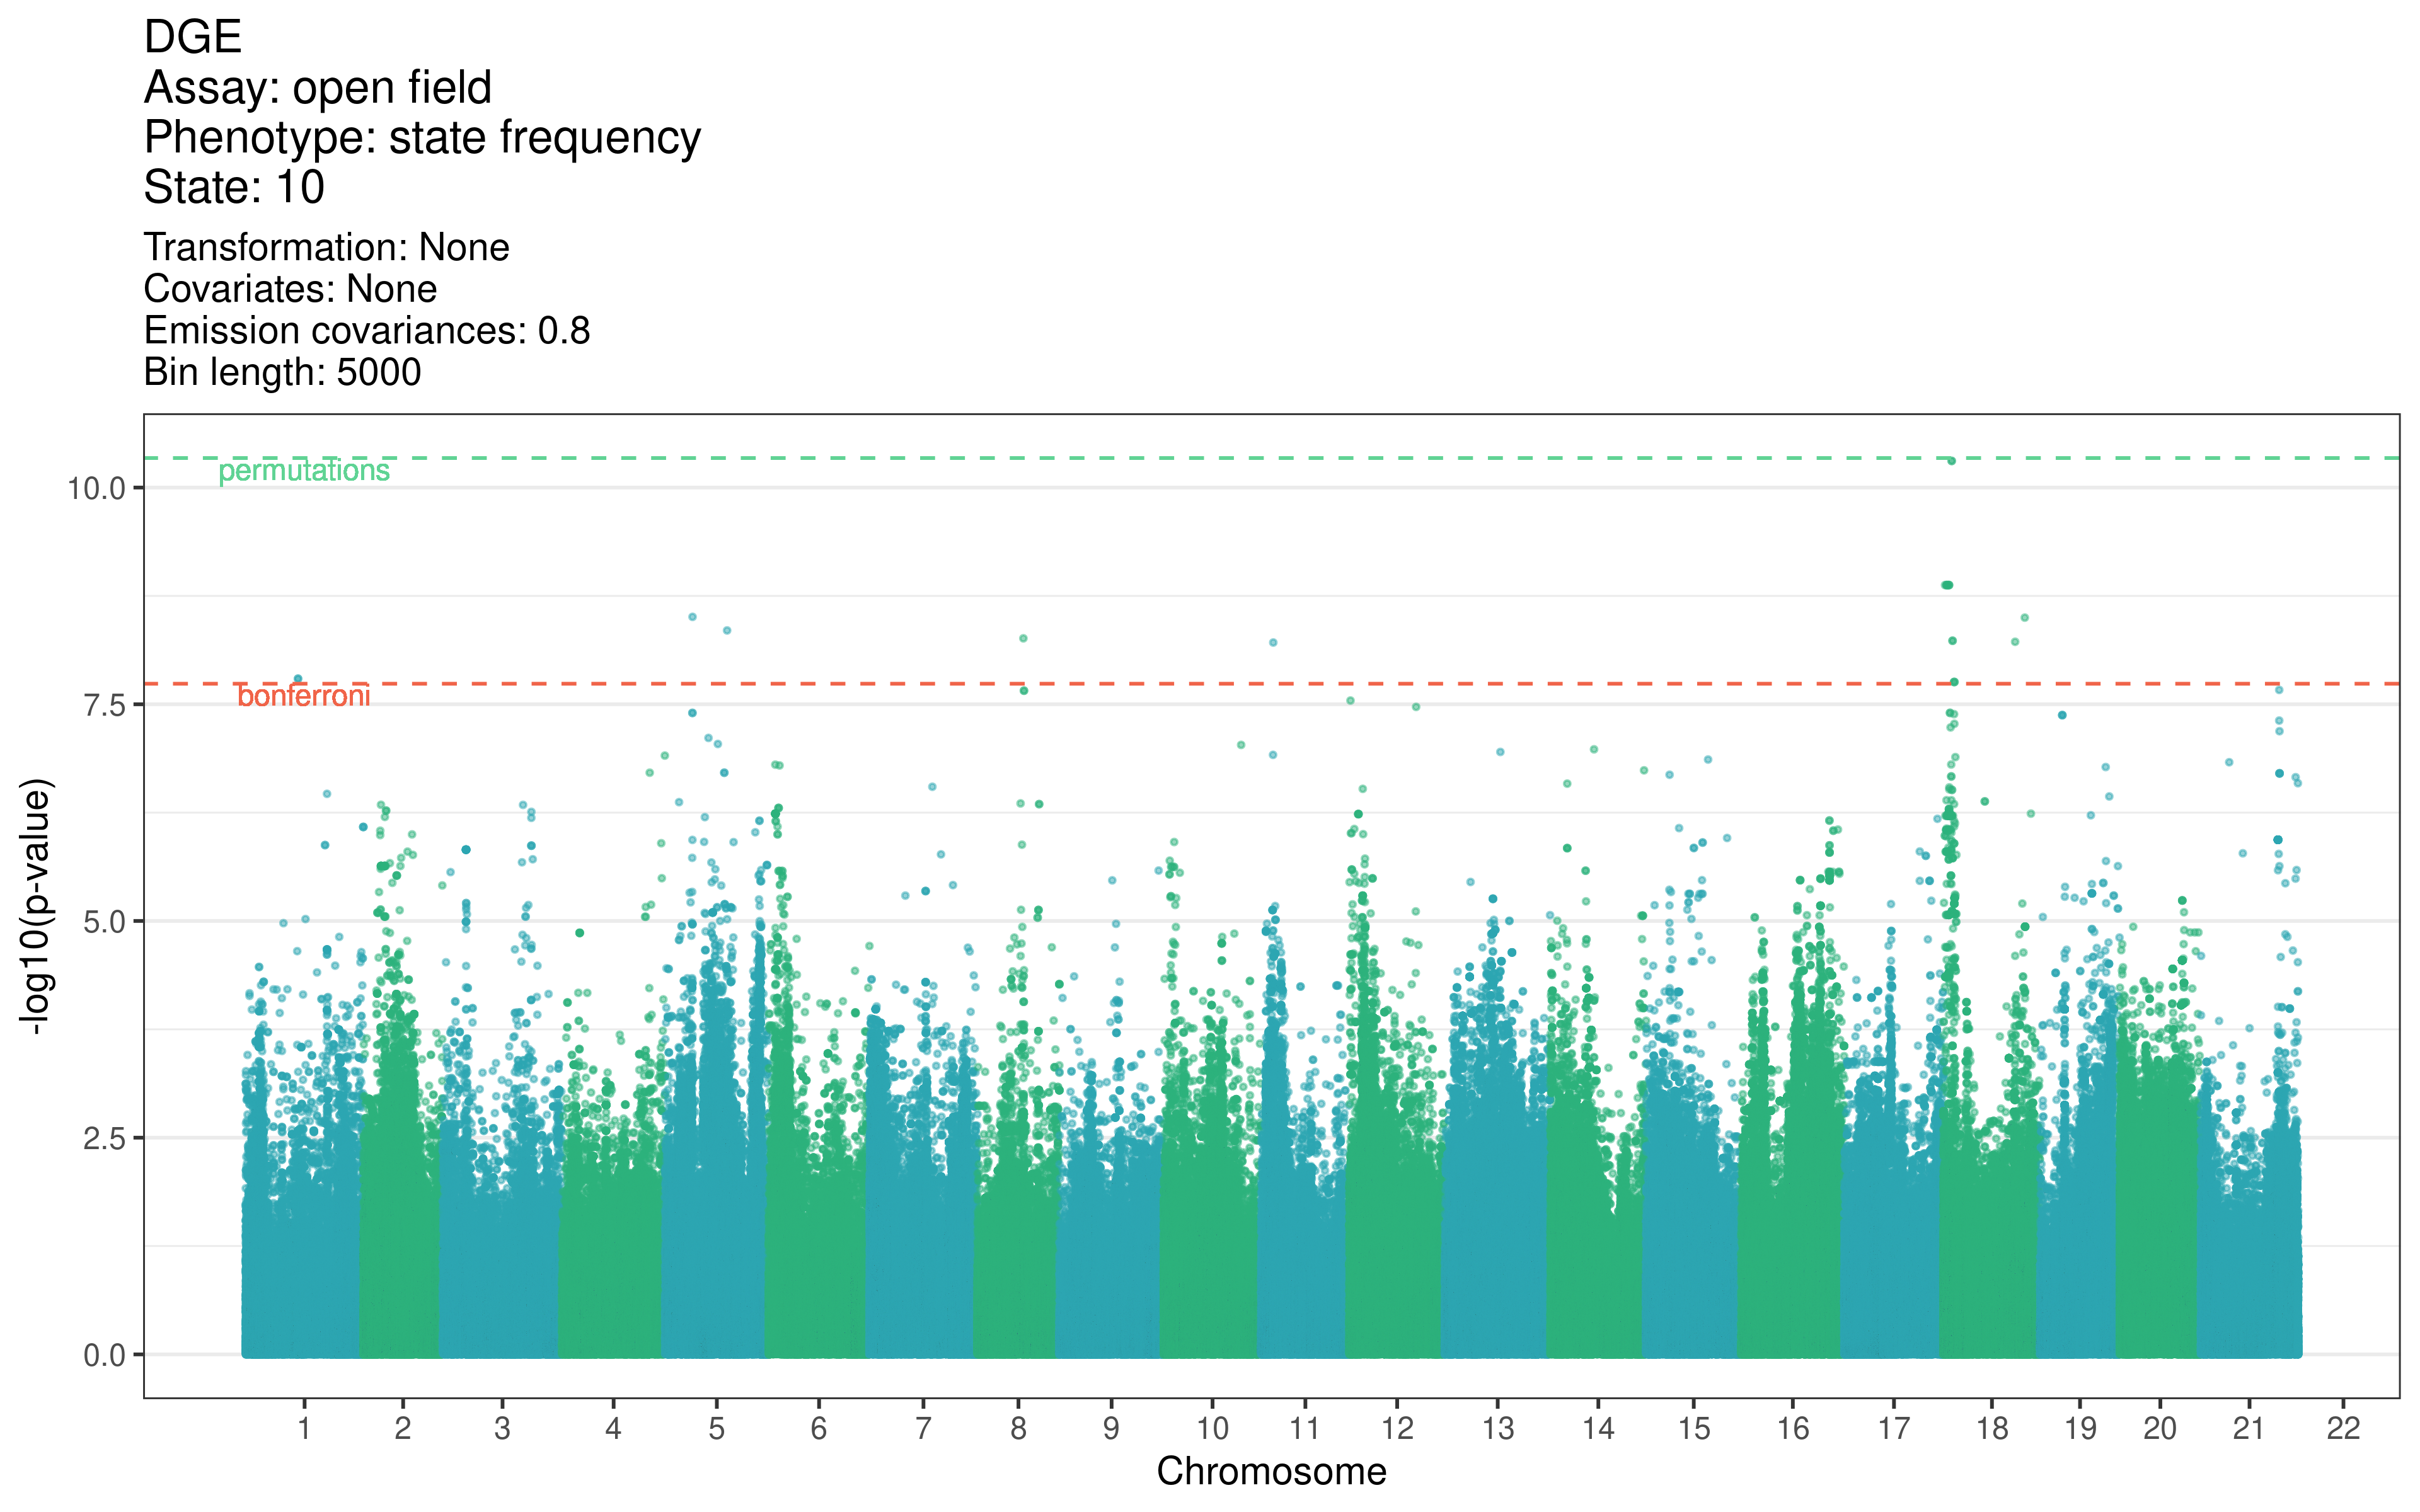 DGE
Assay: open field
Phenotype: state frequency
State: 10
Transformation: None
Covariates: None
Emission covariances: 0.8
Bin length: 5000
permutations
10.0
bonferroni
7.5
5.0
2.5
0.0
-log10(p-value)
1 2 3 4 5 6 7 8 9 10 11 12 13 14 15 16 17 18 19 20 21 22
Chromosome